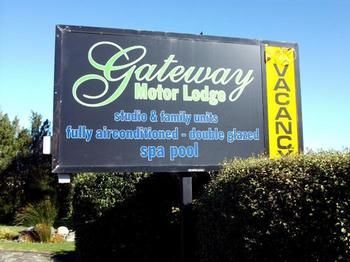 Gateway
Motor Lodge
studio & family units
fully airconditioned - double glazed
spa pool
VACANCY